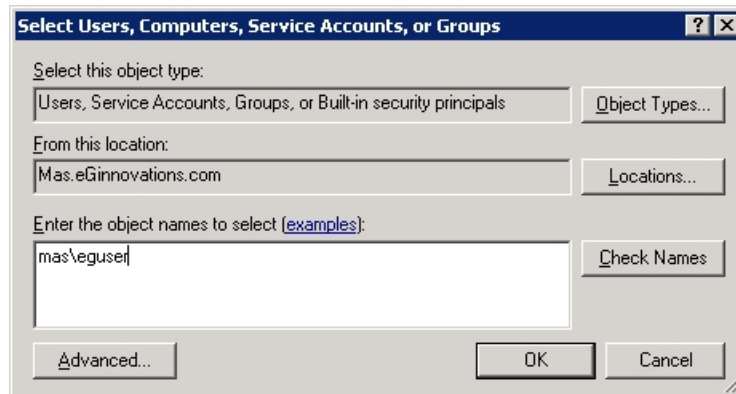 Select Users, Computers, Service Accounts, or Groups
Select this object type:
Users, Service Accounts, Groups, or Built-in security principals
Object Types...
From this location:
Mas.eGinnovations.com
Locations...
Enter the object names to select (examples):
mas\eguser
Check Names
Advanced...
OK
Cancel